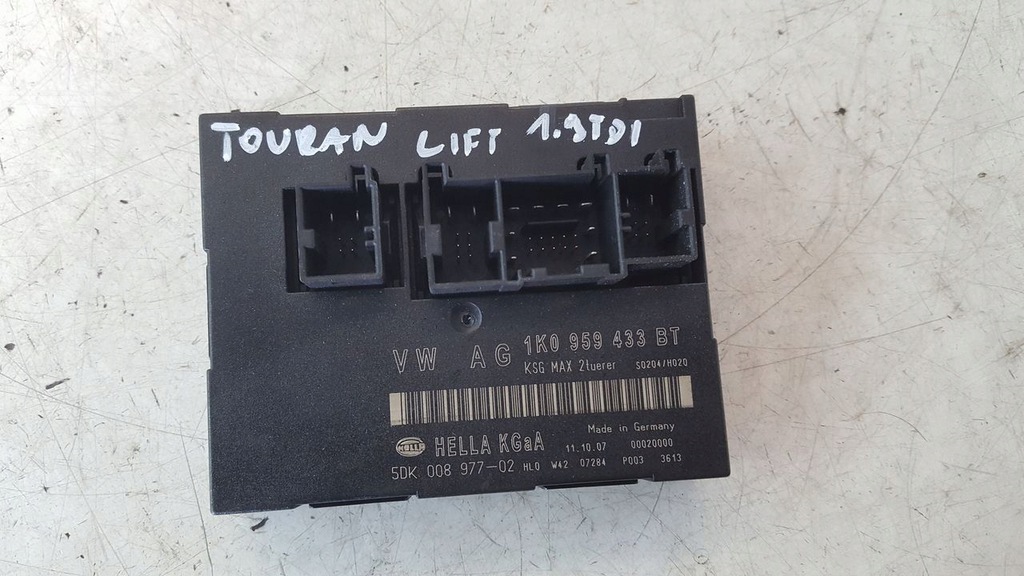 TOURAN LIFT 1.9TDI
VW AG 1K0 959 433 BT
KSG MAX 2tuerer S0204/H020
Made in Germany
HELLA HELLA KGaA 11.10.07 00020000
5DK 008 977-02 HL0 W42 07284 P003 3613